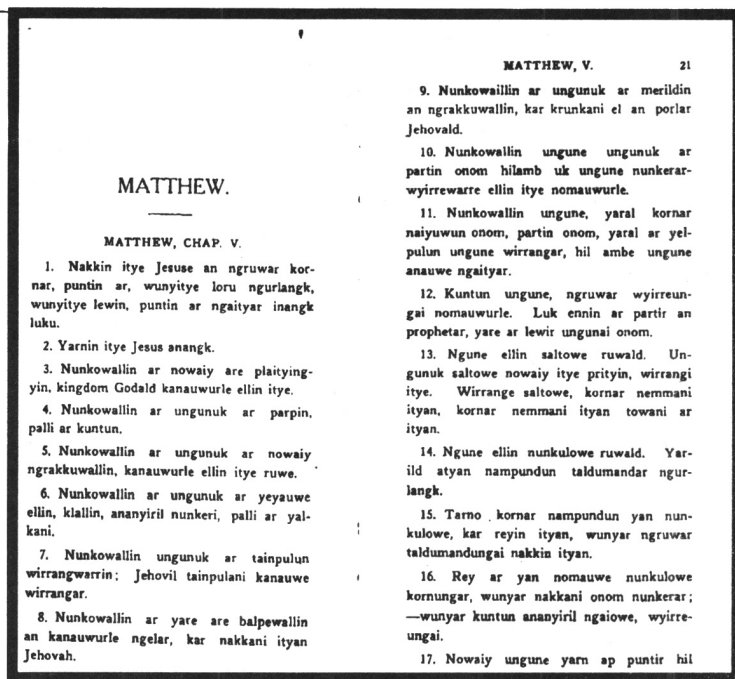 MATTHEW.
MATTHEW, CHAP. V.
1. Nakkin itye Jesuse an ngruwar kor-
nar, puntin ar, wunyitye loru ngurlangk,
wunyitye lewin, puntin ar ngaityar inangk
luku.
2. Yarnin itye Jesus anangk.
3. Nunkowallin ar nowaiy are plaitying-
yin, kingdom Godald kanauwurle ellin itye.
4. Nunkowallin ar ungunuk ar parpin,
palli ar kuntun.
5. Nunkowallin ar ungunuk ar nowaiy
ngrakkuwallin, kanauwurle ellin itye ruwe.
6. Nunkowallin ar ungunuk ar yeyauwe
ellin, klallin, ananyiril nunkeri, palli ar yal-
kani.
7. Nunkowallin ungunuk ar tainpulun
wirrangwarrin; Jehovil tainpulani kanauwe
wirrangar.
8. Nunkowallin ar yare are balpewallin
an kanauwurle ngelar, kar nakkani ityan
Jehovah.
MATTHEW, V. 21
9. Nunkowaillin ar ungunuk ar merildin
an ngrakkuwallin, kar krunkani el an porlar
Jehovald.
10. Nunkowallin ungune ungunuk ar
partin onom hilamb uk ungune nunkerar-
wyirrewarre ellin itye nomauwurle.
11. Nunkowallin ungune, yaral kornar
naiyuwun onom, partin onom, yaral ar yel-
pulun ungune wirrangar, hil ambe ungune
anauwe ngaityar.
12. Kuntun ungune, ngruwar wyirreun-
gai nomauwurle. Luk ennin ar partir an
prophetar, yare ar lewir ungunai onom.
13. Ngune ellin saltowe ruwald. Un-
gunuk saltowe nowaiy itye prityin, wirrangi
itye. Wirrange saltowe, kornar nemmani
ityan, kornar nemmani ityan towani ar
ityan.
14. Ngune ellin nunkulowe ruwald. Yar-
ild atyan nampundun taldumandar ngur-
langk.
15. Tarno kornar nampundun yan nun-
kulowe, kar reyin ityan, wunyar ngruwar
taldumandungai nakkin ityan.
16. Rey ar yan nomauwe nunkulowe
kornungar, wunyar nakkani onom nunkerar;
—wunyar kuntun ananyiril ngaiowe, wyirre-
ungai.
17. Nowaiy ungune yarn ap puntir hil